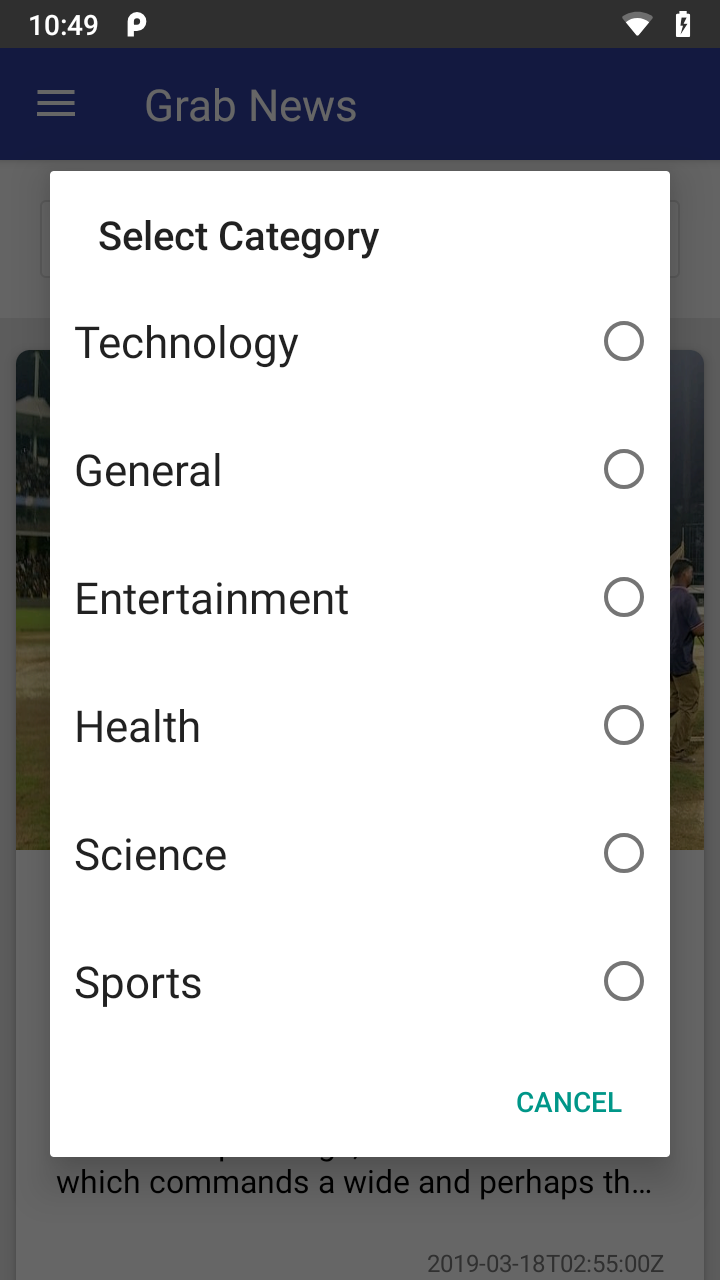 10:49
Grab News
Select Category
Technology
General
Entertainment
Health
Science
Sports
CANCEL
which commands a wide and perhaps th...
2019-03-18T02:55:00Z